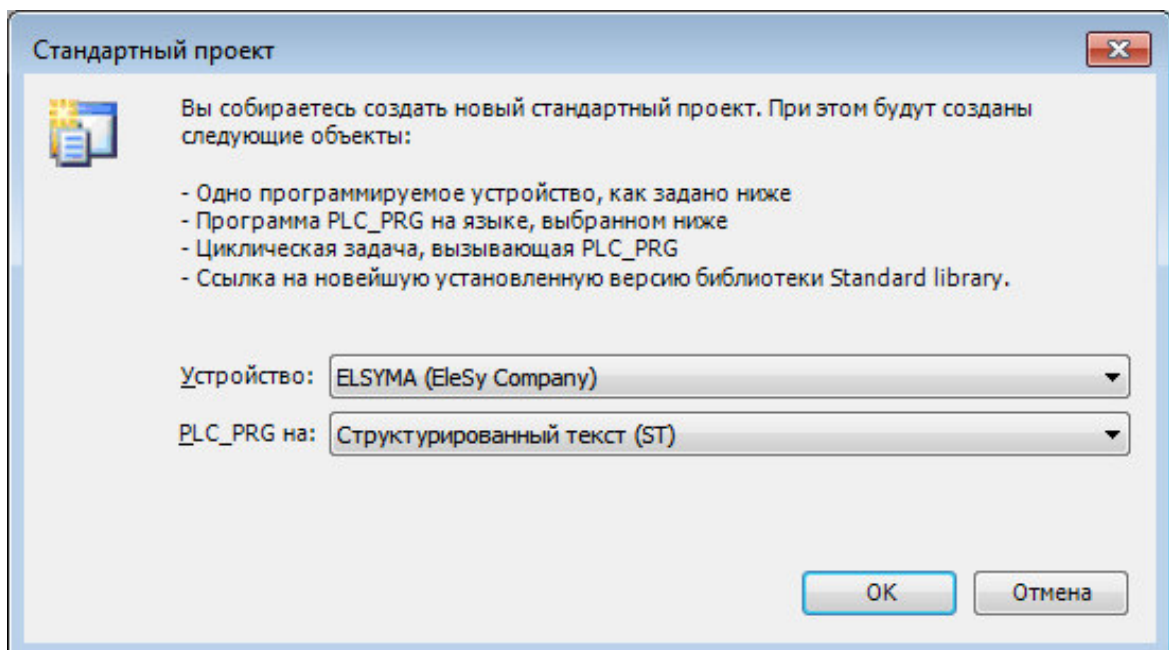 Стандартный проект
Вы собираетесь создать новый стандартный проект. При этом будут созданы
следующие объекты:
- Одно программируемое устройство, как задано ниже
- Программа PLC_PRG на языке, выбранном ниже
- Циклическая задача, вызывающая PLC_PRG
- Ссылка на новейшую установленную версию библиотеки Standard library.
Устройство: ELSYMA (EleSy Company)
PLC_PRG на: Структурированный текст (ST)
OK Отмена